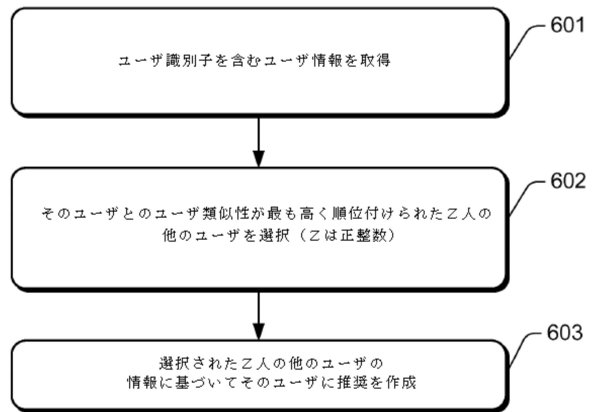 ユーザ識別子を含むユーザ情報を取得
601
そのユーザとのユーザ類似性が最も高く順位付けられたZ人の
他のユーザを選択（Zは正整数）
602
選択されたZ人の他のユーザの
情報に基づいてそのユーザに推奨を作成
603